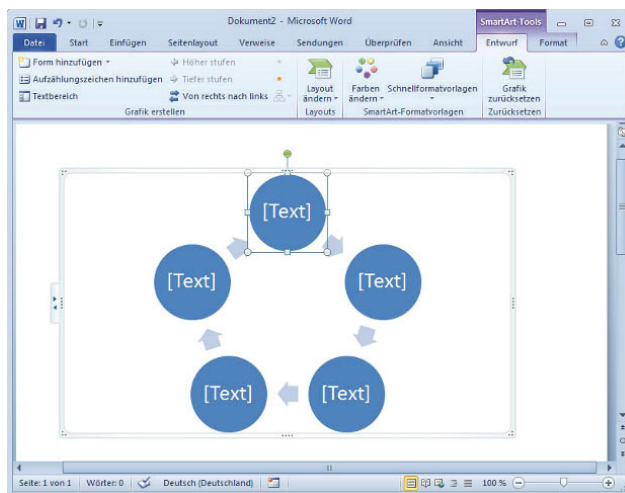 Dokument2 - Microsoft Word
SmartArt-Tools
Datei Start Einfügen Seitenlayout Verweise Sendungen Überprüfen Ansicht Entwurf Format
Form hinzufügen
Höher stufen
Aufzählungszeichen hinzufügen
Tiefer stufen
Textbereich
Von rechts nach links
Grafik erstellen
Layout
ändern
Layouts
Farben
ändern
Schnellformatvorlagen
SmartArt-Formatvorlagen
Grafik
zurücksetzen
Zurücksetzen
[Text]
[Text]
[Text]
[Text]
[Text]
Seite: 1 von 1 Wörter: 0 Deutsch (Deutschland) 100 %